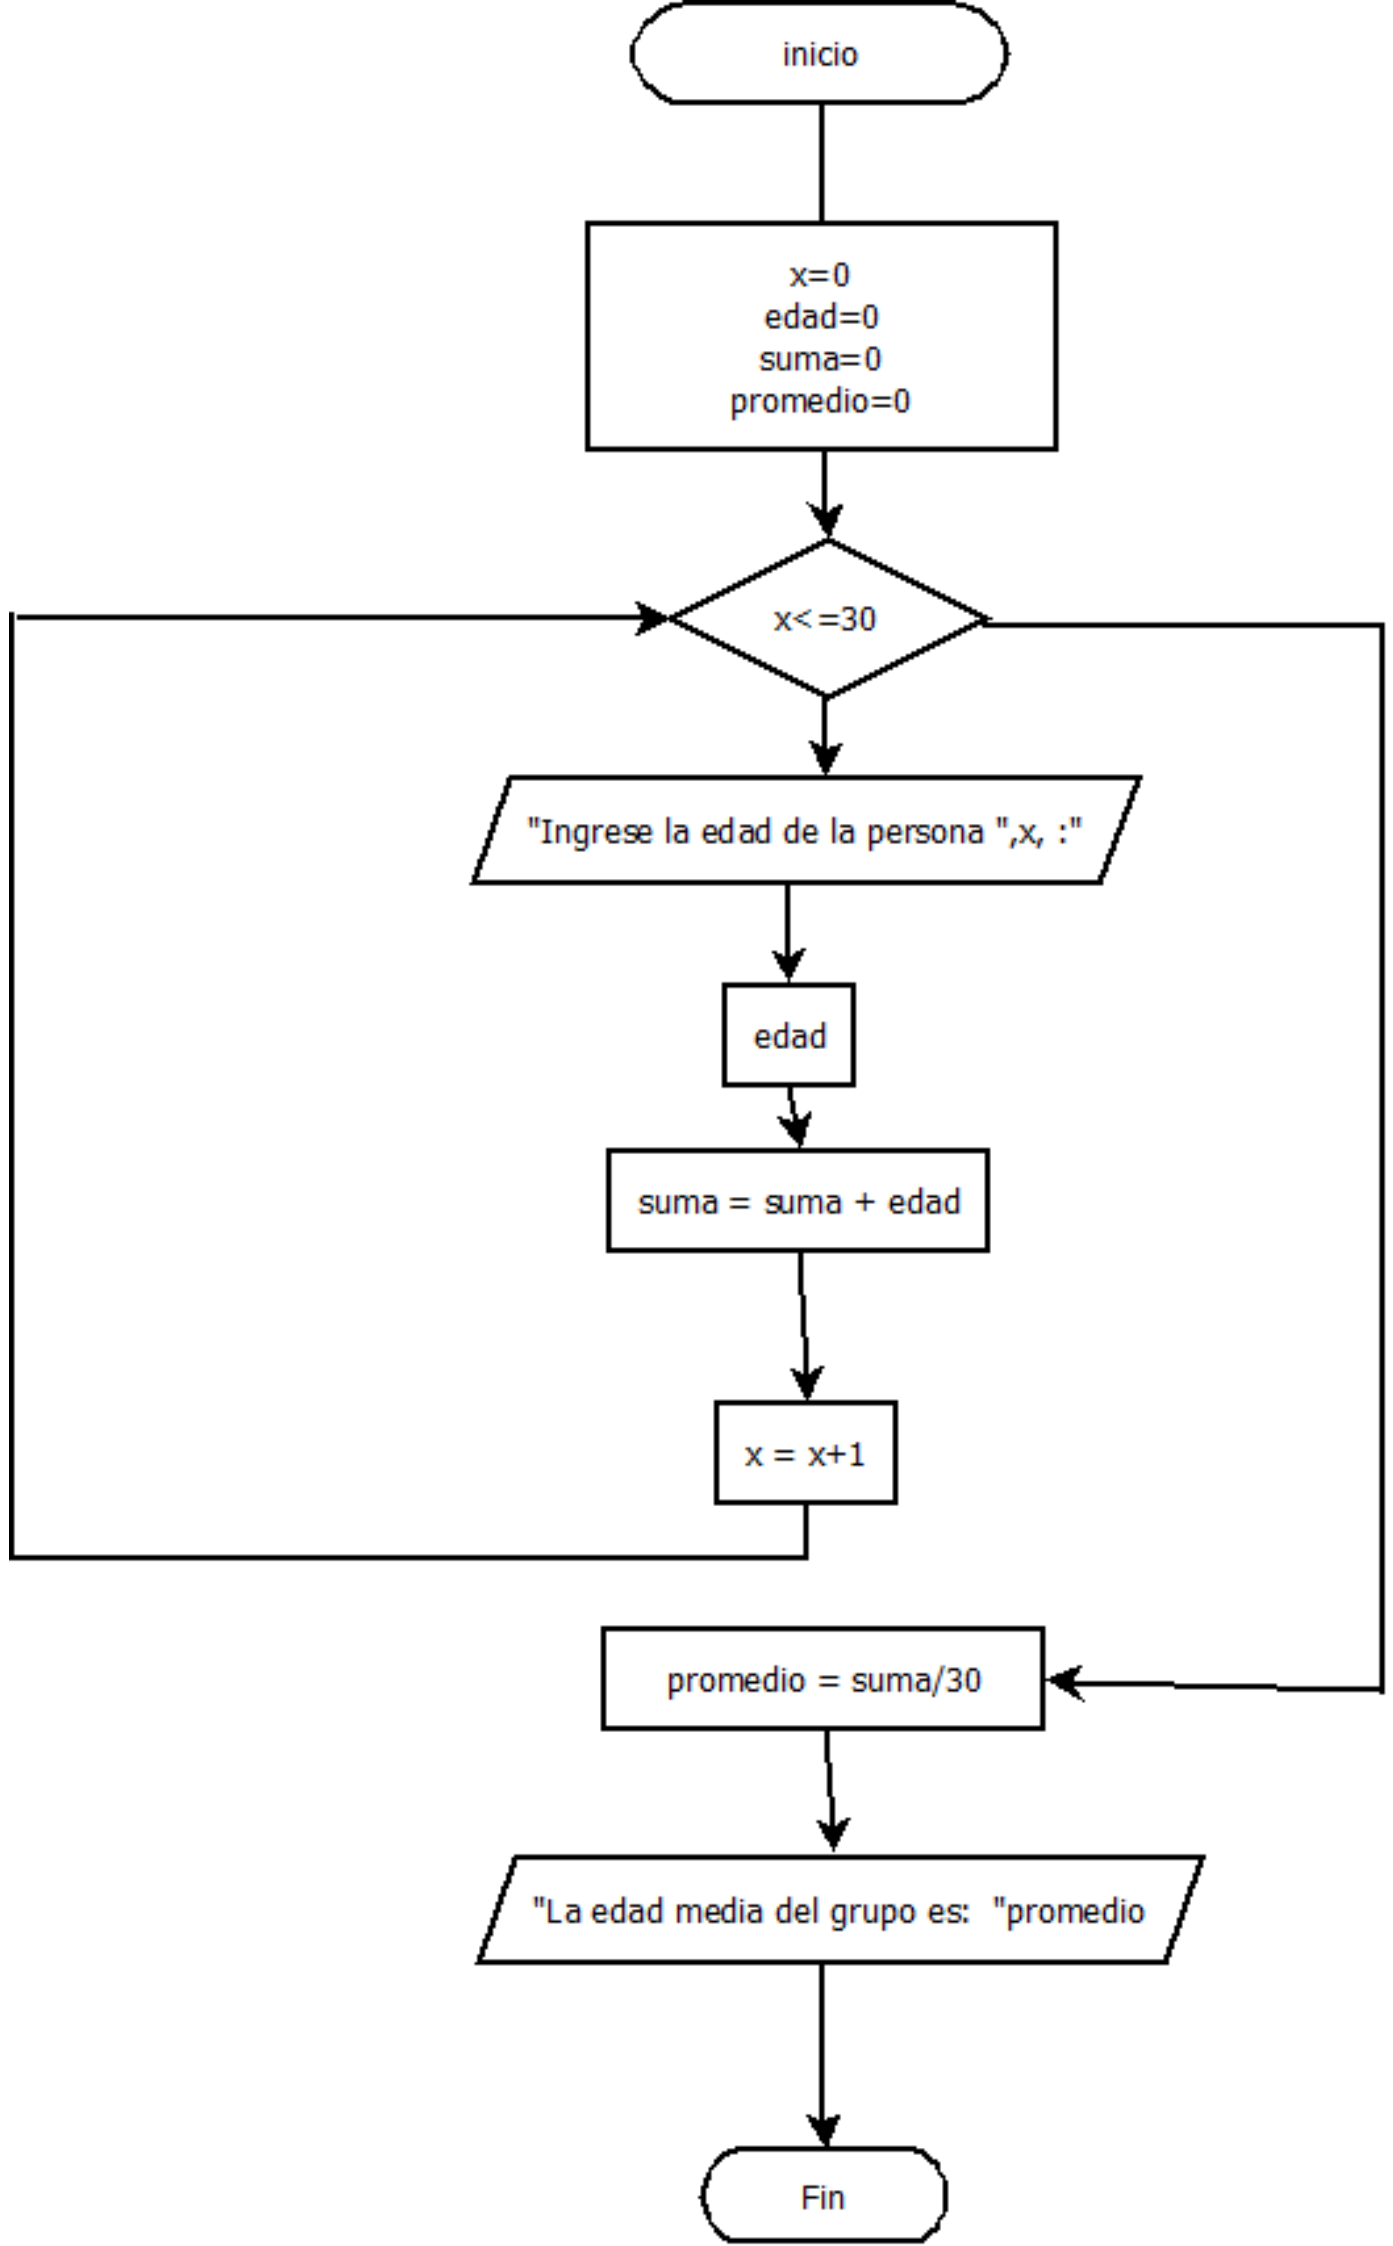 inicio
x=0
edad=0
suma=0
promedio=0
x<=30
"Ingrese la edad de la persona ",x, :"
edad
suma = suma + edad
x = x+1
promedio = suma/30
"La edad media del grupo es:  "promedio
Fin